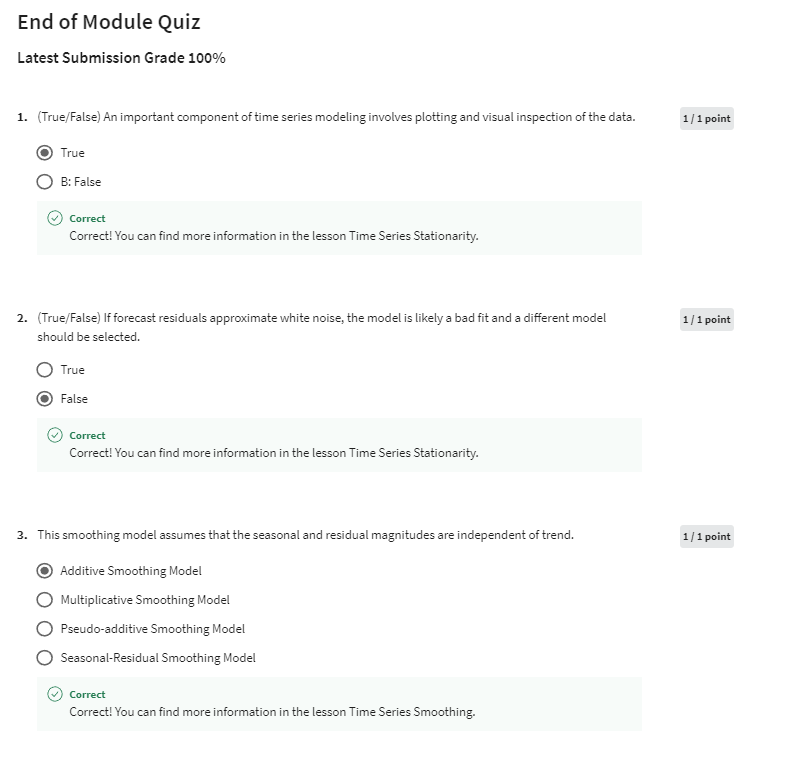 End of Module Quiz
Latest Submission Grade 100%
1. (True/False) An important component of time series modeling involves plotting and visual inspection of the data.
1 / 1 point
True
B: False
Correct
Correct! You can find more information in the lesson Time Series Stationarity.
2. (True/False) If forecast residuals approximate white noise, the model is likely a bad fit and a different model
should be selected.
1 / 1 point
True
False
Correct
Correct! You can find more information in the lesson Time Series Stationarity.
3. This smoothing model assumes that the seasonal and residual magnitudes are independent of trend.
1 / 1 point
Additive Smoothing Model
Multiplicative Smoothing Model
Pseudo-additive Smoothing Model
Seasonal-Residual Smoothing Model
Correct
Correct! You can find more information in the lesson Time Series Smoothing.